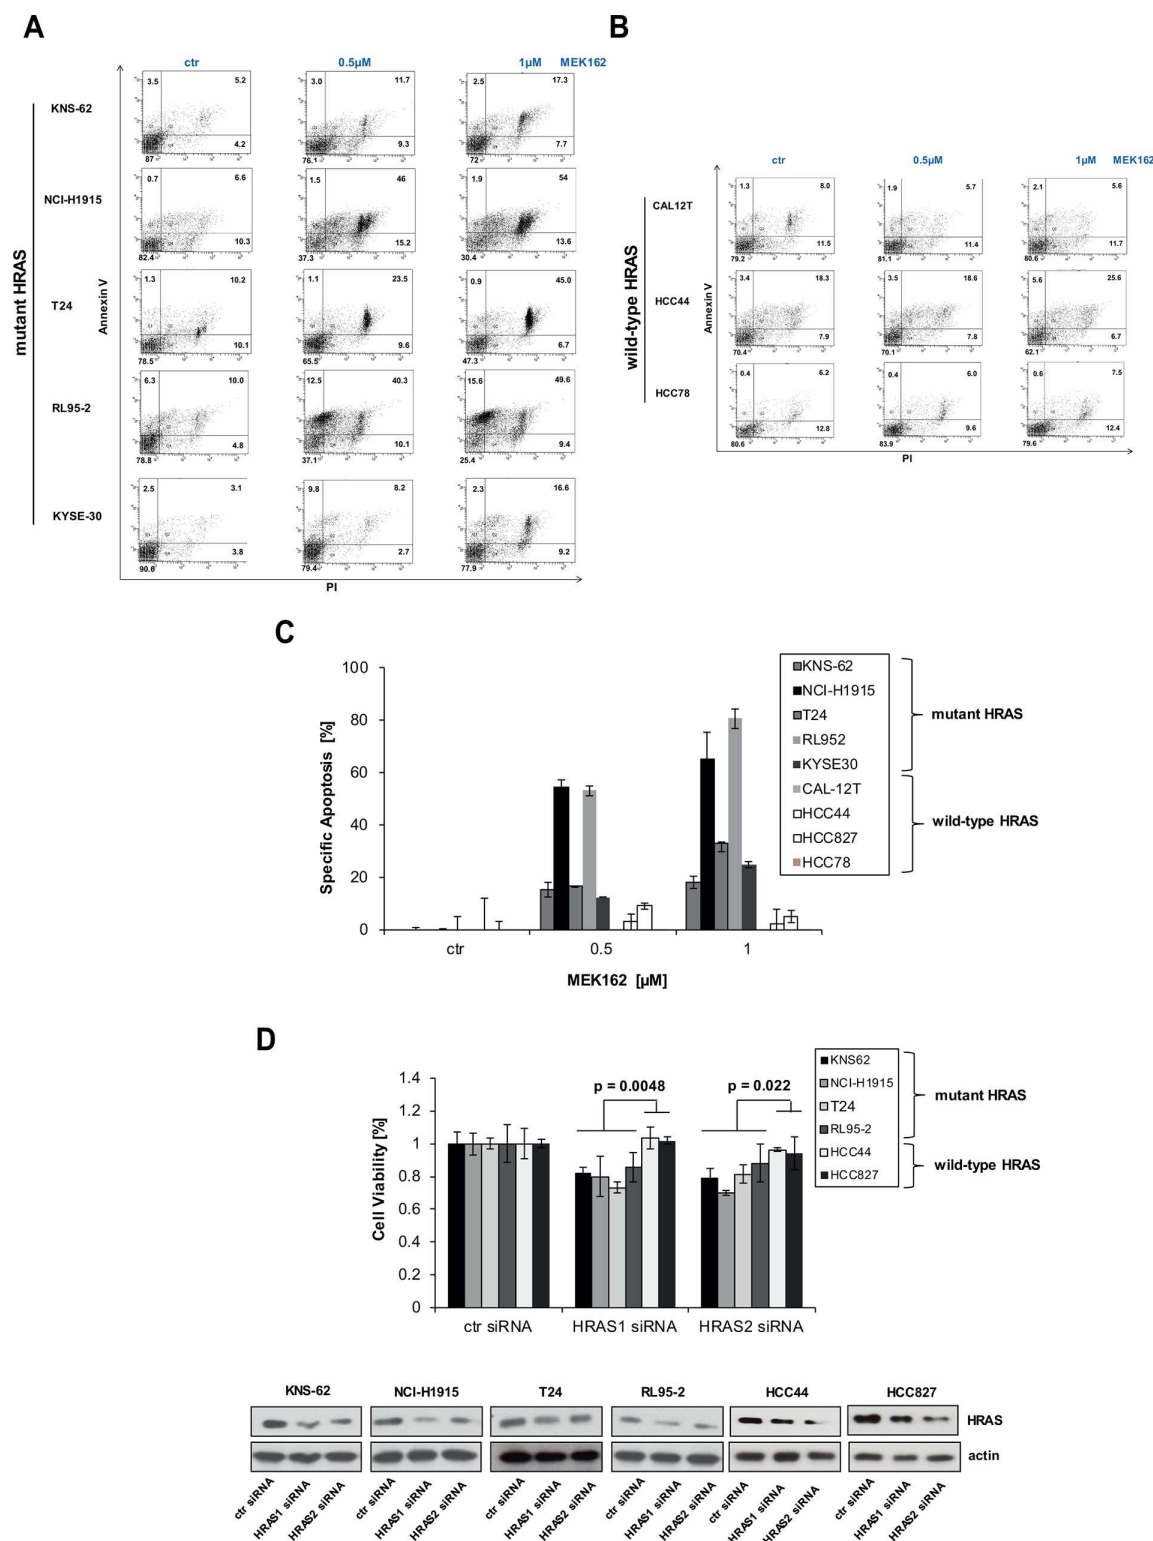 A
ctr 0.5µM 1µM MEK162
mutant HRAS
Annexin V
KNS-62
3.5 5.2
4.2
87
3.0 11.7
9.3
76.1
2.5 17.3
7.7
72
NCI-H1915
0.7 6.6
10.3
82.4
1.5 46
15.2
37.3
1.9 54
13.6
30.4
T24
1.3 10.2
10.1
78.5
1.1 23.5
9.6
65.5
0.9 45.0
6.7
47.3
RL95-2
6.3 10.0
4.8
78.8
12.5 40.3
10.1
37.1
15.6 49.6
9.4
25.4
KYSE-30
2.5 3.1
3.8
90.6
9.8 8.2
2.7
79.4
2.3 16.6
9.2
77.9
PI
B
ctr 0.5µM 1µM MEK162
wild-type HRAS
Annexin V
CAL12T
1.3 8.0
11.5
79.2
1.9 5.7
11.4
81.1
2.1 5.6
11.7
80.6
HCC44
3.4 18.3
7.9
70.4
3.5 18.6
7.8
70.1
5.6 25.6
6.7
62.1
HCC78
0.4 6.2
12.8
80.6
0.4 6.0
9.6
83.9
0.6 7.5
12.4
79.6
PI
C
Specific Apoptosis [%]
100
80
60
40
20
0
ctr 0.5 1
MEK162 [µM]
KNS-62
NCI-H1915
T24
RL952
KYSE30
CAL-12T
HCC44
HCC827
HCC78
mutant HRAS
wild-type HRAS
D
Cell Viability [%]
1.4
1.2
1
0.8
0.6
0.4
0.2
0
p = 0.0048 p = 0.022
ctr siRNA HRAS1 siRNA HRAS2 siRNA
KNS62
NCI-H1915
T24
RL95-2
HCC44
HCC827
mutant HRAS
wild-type HRAS
KNS-62 NCI-H1915 T24 RL95-2 HCC44 HCC827
HRAS
actin
ctr siRNA HRAS1 siRNA HRAS2 siRNA ctr siRNA HRAS1 siRNA HRAS2 siRNA ctr siRNA HRAS1 siRNA HRAS2 siRNA ctr siRNA HRAS1 siRNA HRAS2 siRNA ctr siRNA HRAS1 siRNA HRAS2 siRNA ctr siRNA HRAS1 siRNA HRAS2 siRNA